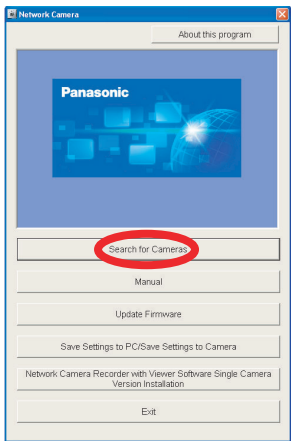 Network Camera
About this program
Panasonic
Search for Cameras
Manual
Update Firmware
Save Settings to PC/Save Settings to Camera
Network Camera Recorder with Viewer Software Single Camera
Version Installation
Exit